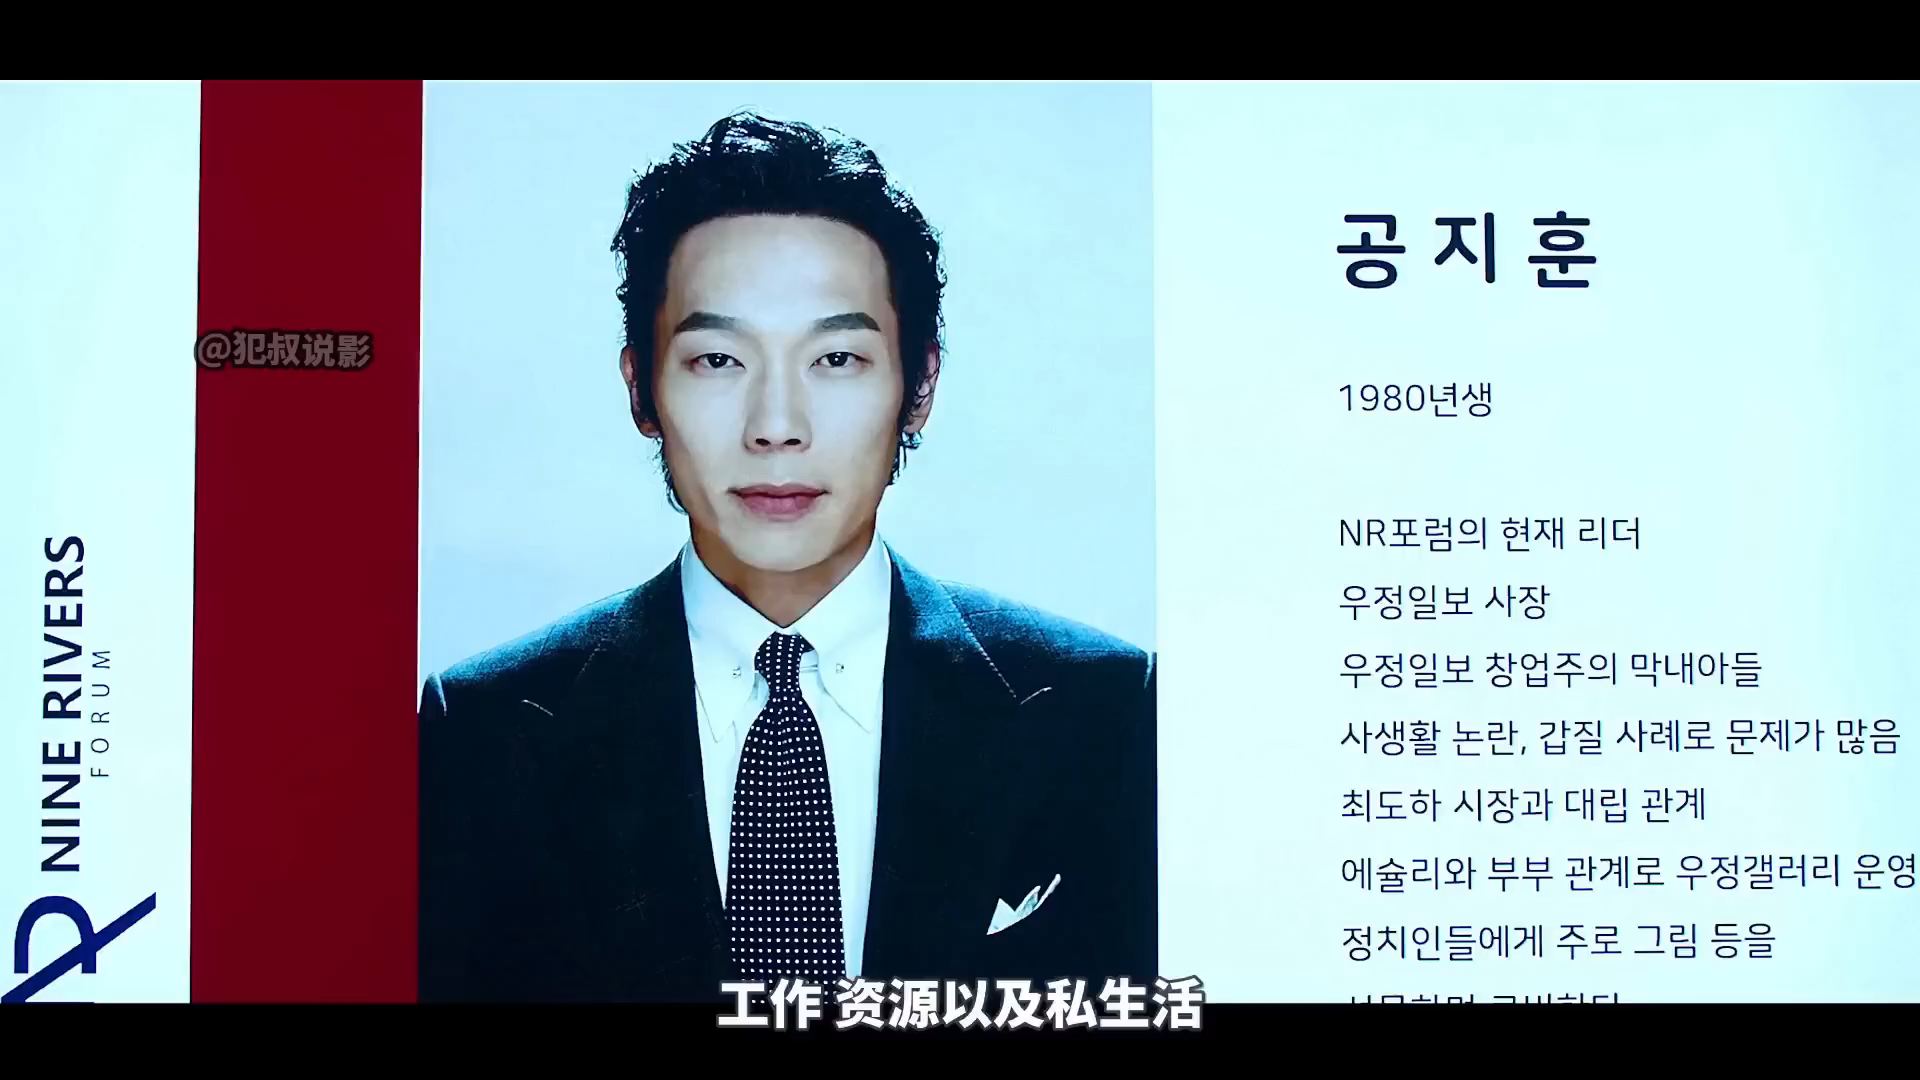 NINE RIVERS
FORUM
@犯叔说影
공지훈
1980년생
NR포럼의 현재 리더
우정일보 사장
우정일보 창업주의 막내아들
사생활 논란, 갑질 사례로 문제가 많음
최도하 시장과 대립 관계
에슐리와 부부 관계로 우정갤러리 운영
정치인들에게 주로 그림 등을
工作 资源以及私生活